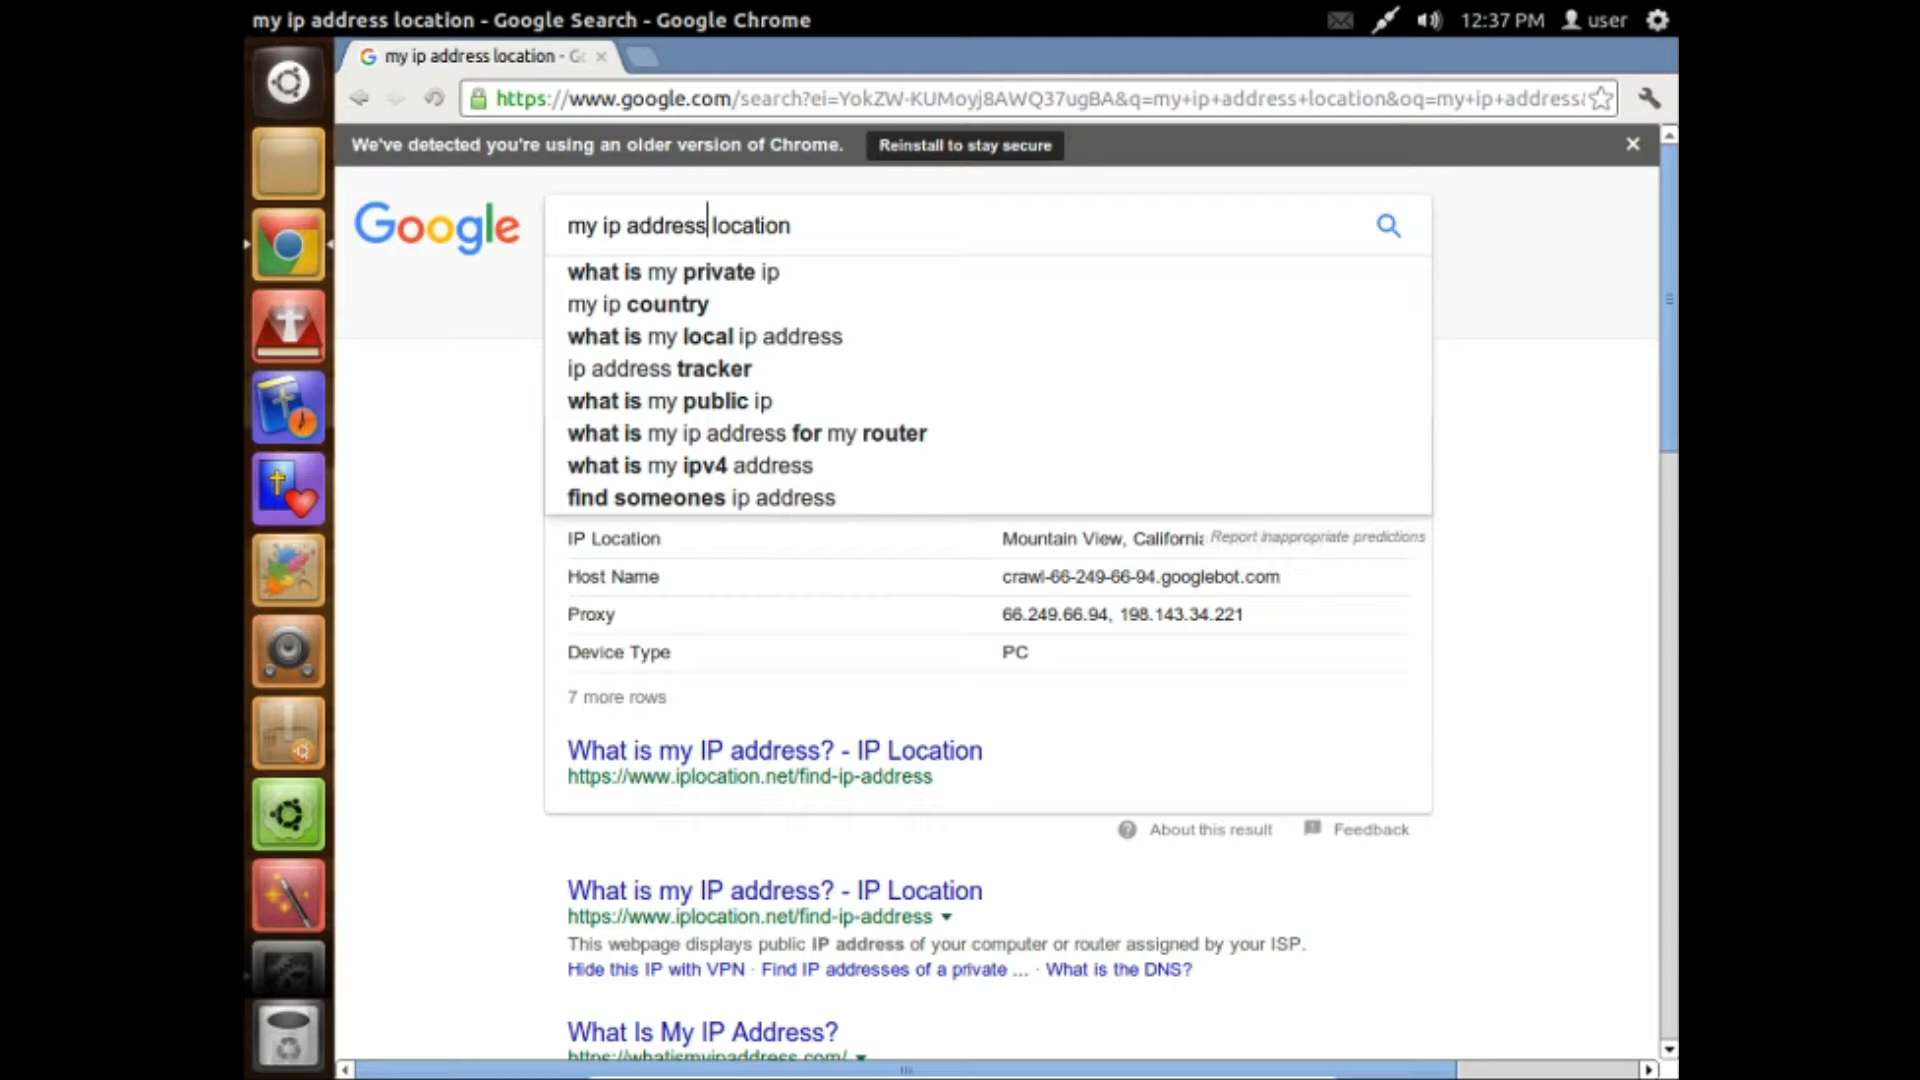 my ip address location - Google Search - Google Chrome
12:37 PM user
my ip address location - Go
https://www.google.com/search?ei=YokZW-KUMoyj8AWQ37ugBA&q=my+ip+address+location&oq=my+ip+address
We've detected you're using an older version of Chrome. Reinstall to stay secure
Google
my ip address location
what is my private ip
my ip country
what is my local ip address
ip address tracker
what is my public ip
what is my ip address for my router
what is my ipv4 address
find someones ip address
Report inappropriate predictions
IP Location Mountain View, California
Host Name crawl-66-249-66-94.googlebot.com
Proxy 66.249.66.94, 198.143.34.221
Device Type PC
7 more rows
What is my IP address? - IP Location
https://www.iplocation.net/find-ip-address
About this result Feedback
What is my IP address? - IP Location
https://www.iplocation.net/find-ip-address
This webpage displays public IP address of your computer or router assigned by your ISP.
Hide this IP with VPN · Find IP addresses of a private ... · What is the DNS?
What Is My IP Address?
https://whatismyipaddress.com/